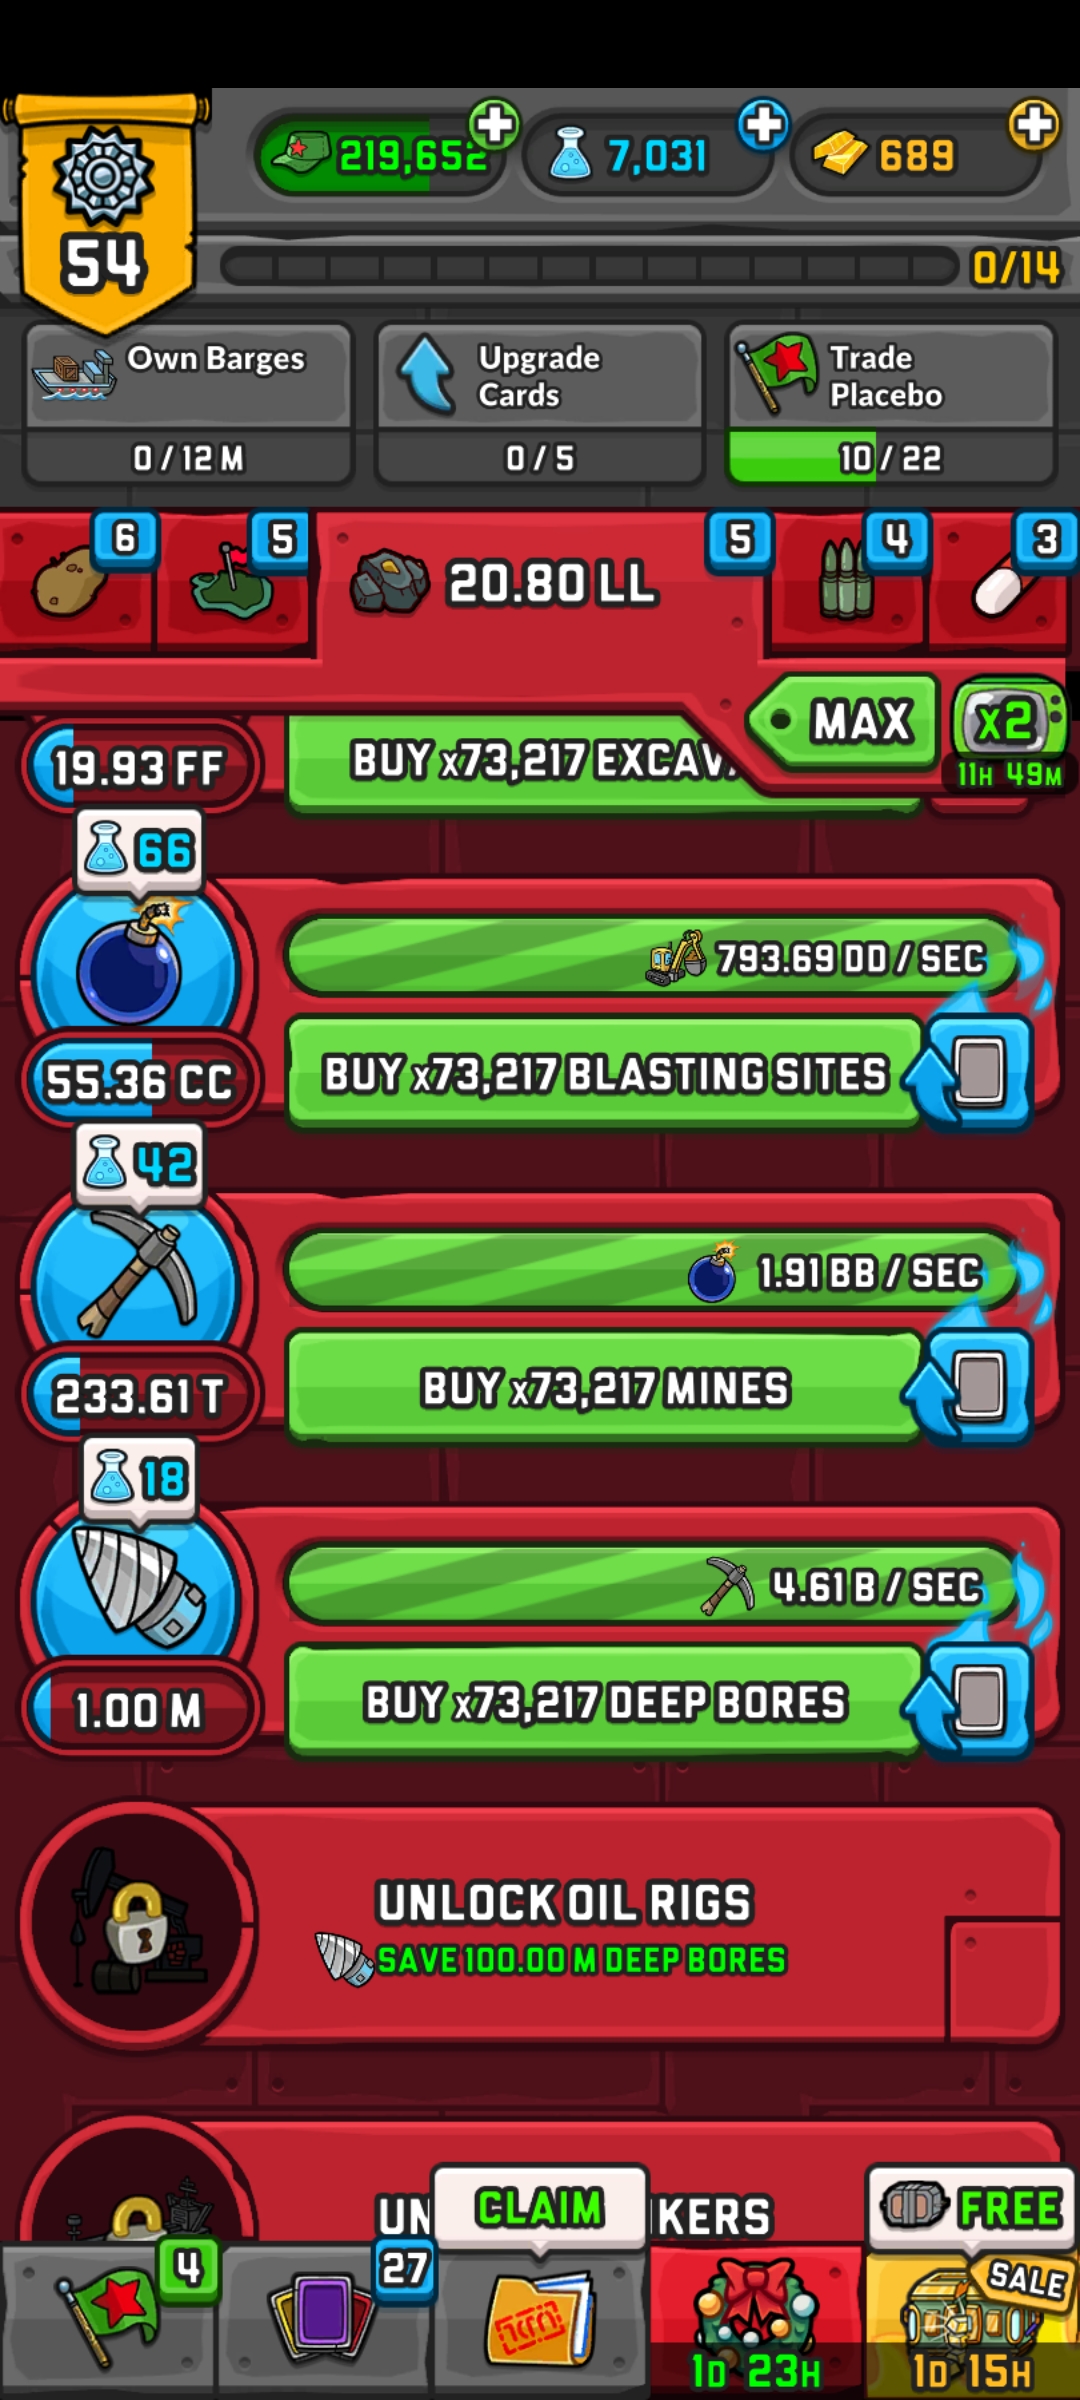 219,652
7,031
689
54
0/14
Own Barges
0 / 12 M
Upgrade
Cards
0 / 5
Trade
Placebo
10 / 22
6
5
20.80 LL
5
4
3
MAX
x2
11H 49M
19.93 FF
BUY x73,217 EXCAV
66
793.69 DD / SEC
55.36 CC
BUY x73,217 BLASTING SITES
42
1.91 BB / SEC
233.61 T
BUY x73,217 MINES
18
4.61 B / SEC
1.00 M
BUY x73,217 DEEP BORES
UNLOCK OIL RIGS
SAVE 100.00 M DEEP BORES
UN KERS
CLAIM
FREE
4
27
SALE
1D 23H
1D 15H